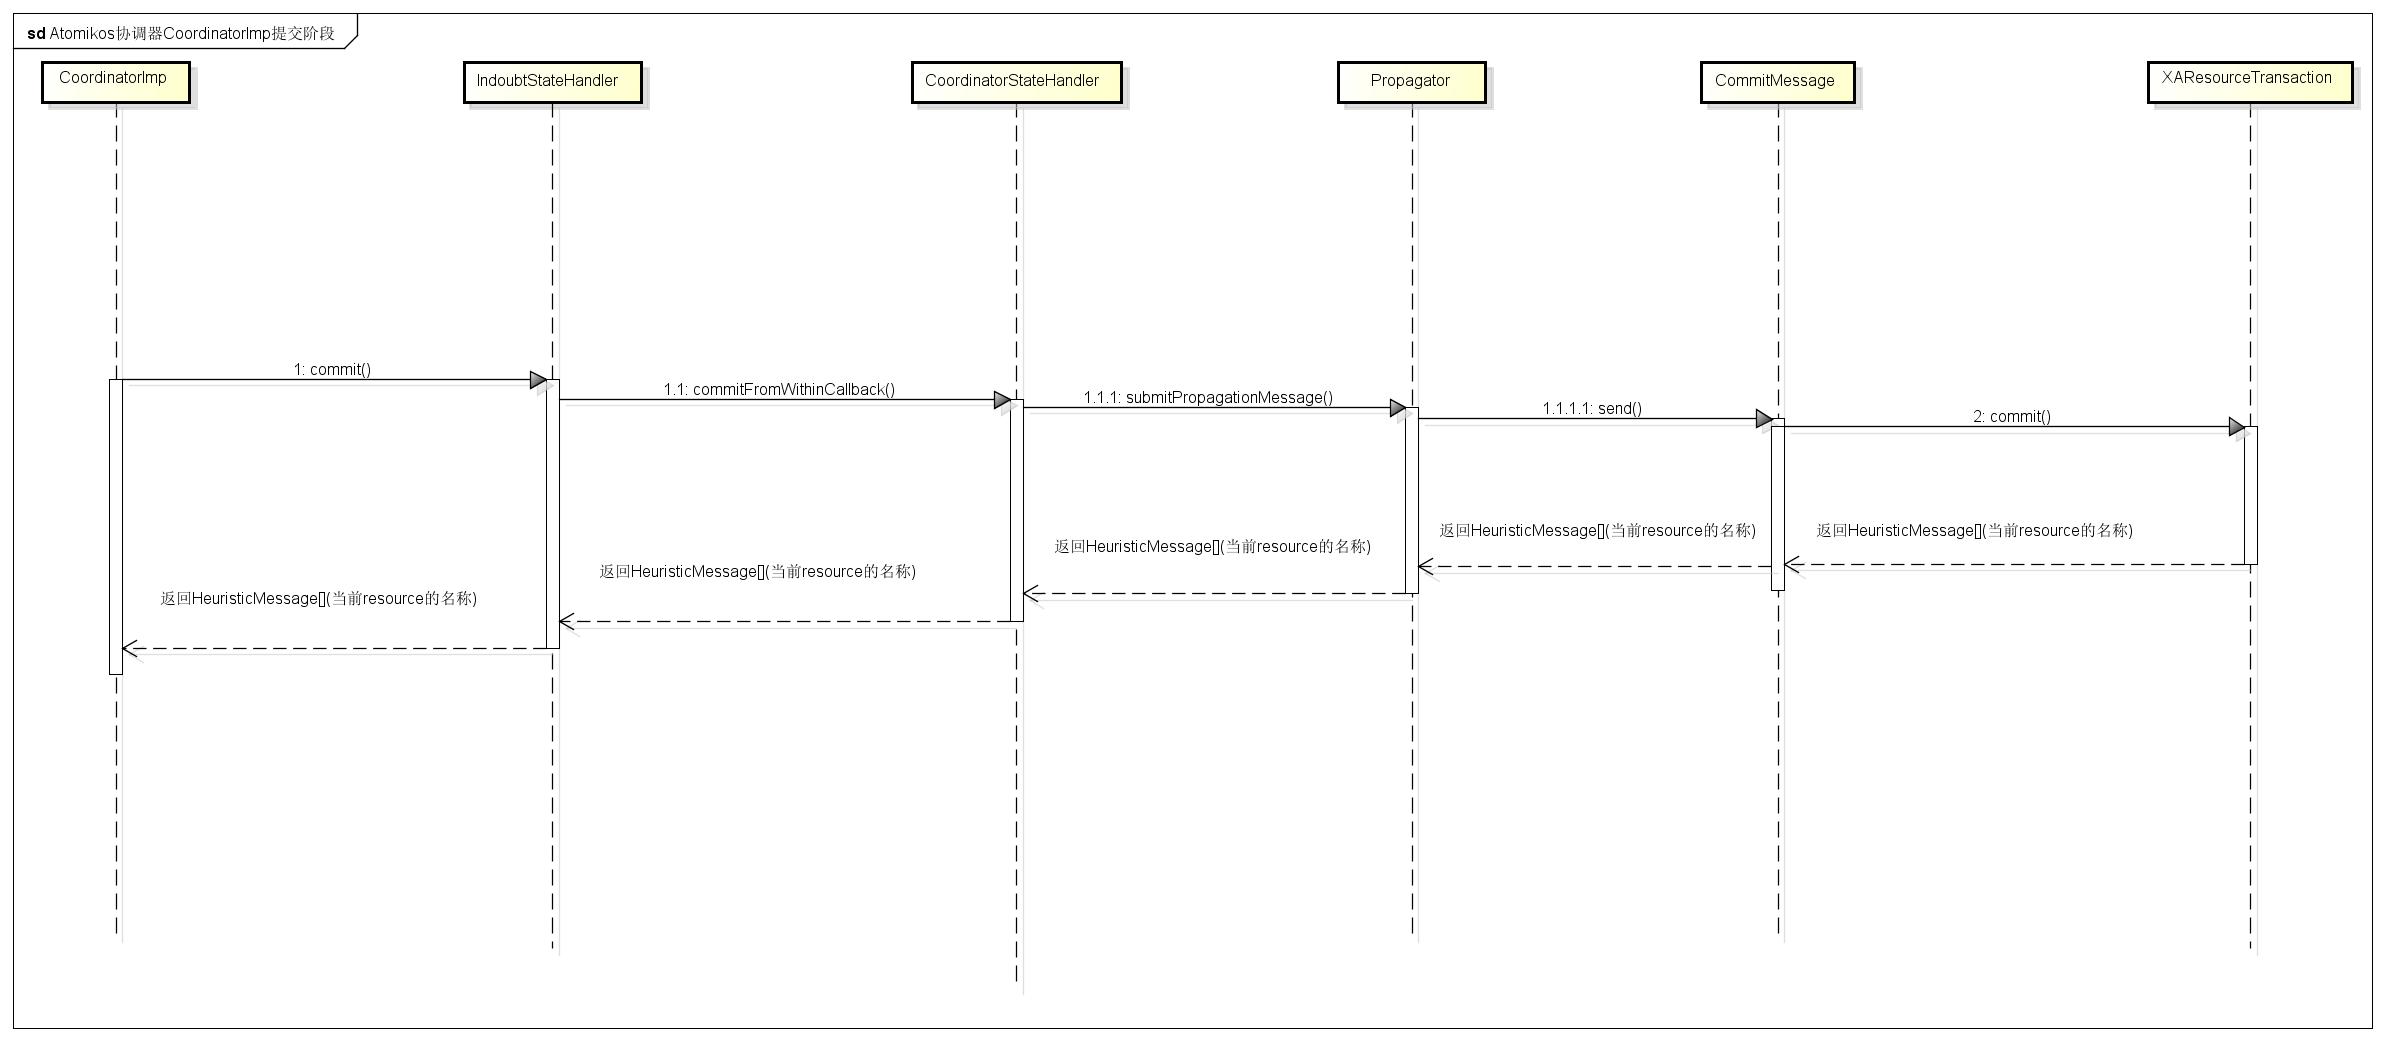 sd Atomikos协调器CoordinatorImp提交阶段
CoordinatorImp
IndoubtStateHandler
CoordinatorStateHandler
Propagator
CommitMessage
XAResourceTransaction
1: commit()
1.1: commitFromWithinCallback()
1.1.1: submitPropagationMessage()
1.1.1.1: send()
2: commit()
返回HeuristicMessage[](当前resource的名称)
返回HeuristicMessage[](当前resource的名称)
返回HeuristicMessage[](当前resource的名称)
返回HeuristicMessage[](当前resource的名称)
返回HeuristicMessage[](当前resource的名称)